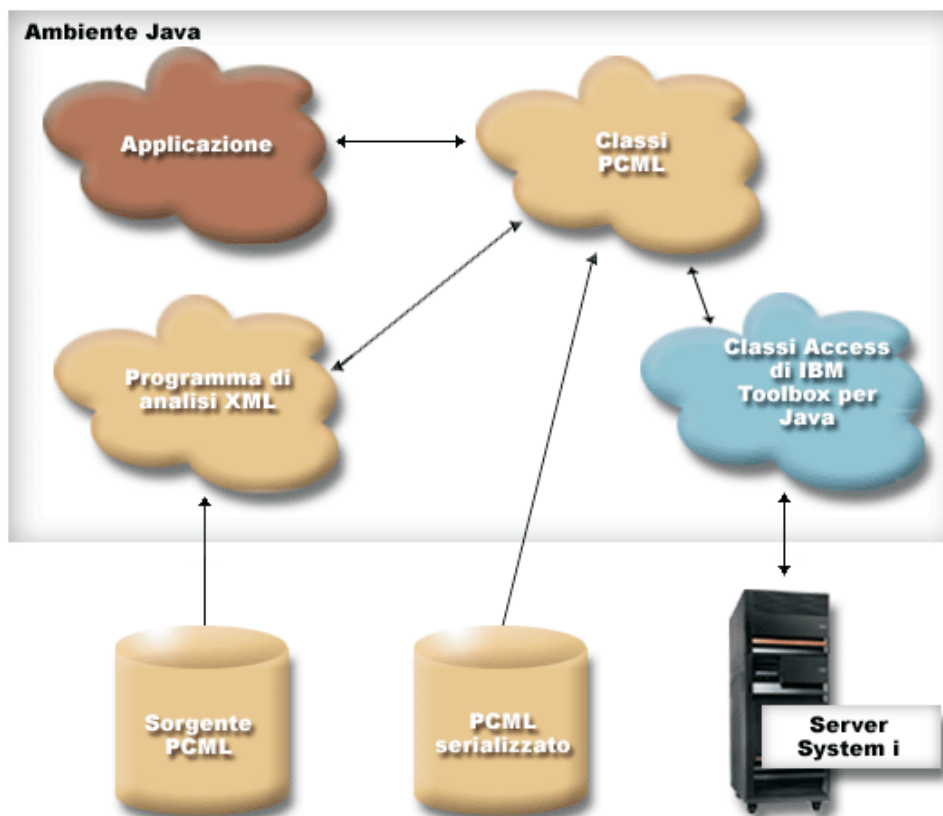 Ambiente Java
Applicazione
Classi
PCML
Programma di
analisi XML
Classi Access
di IBM
Toolbox per
Java
Sorgente
PCML
PCML
serializzato
Server
System i